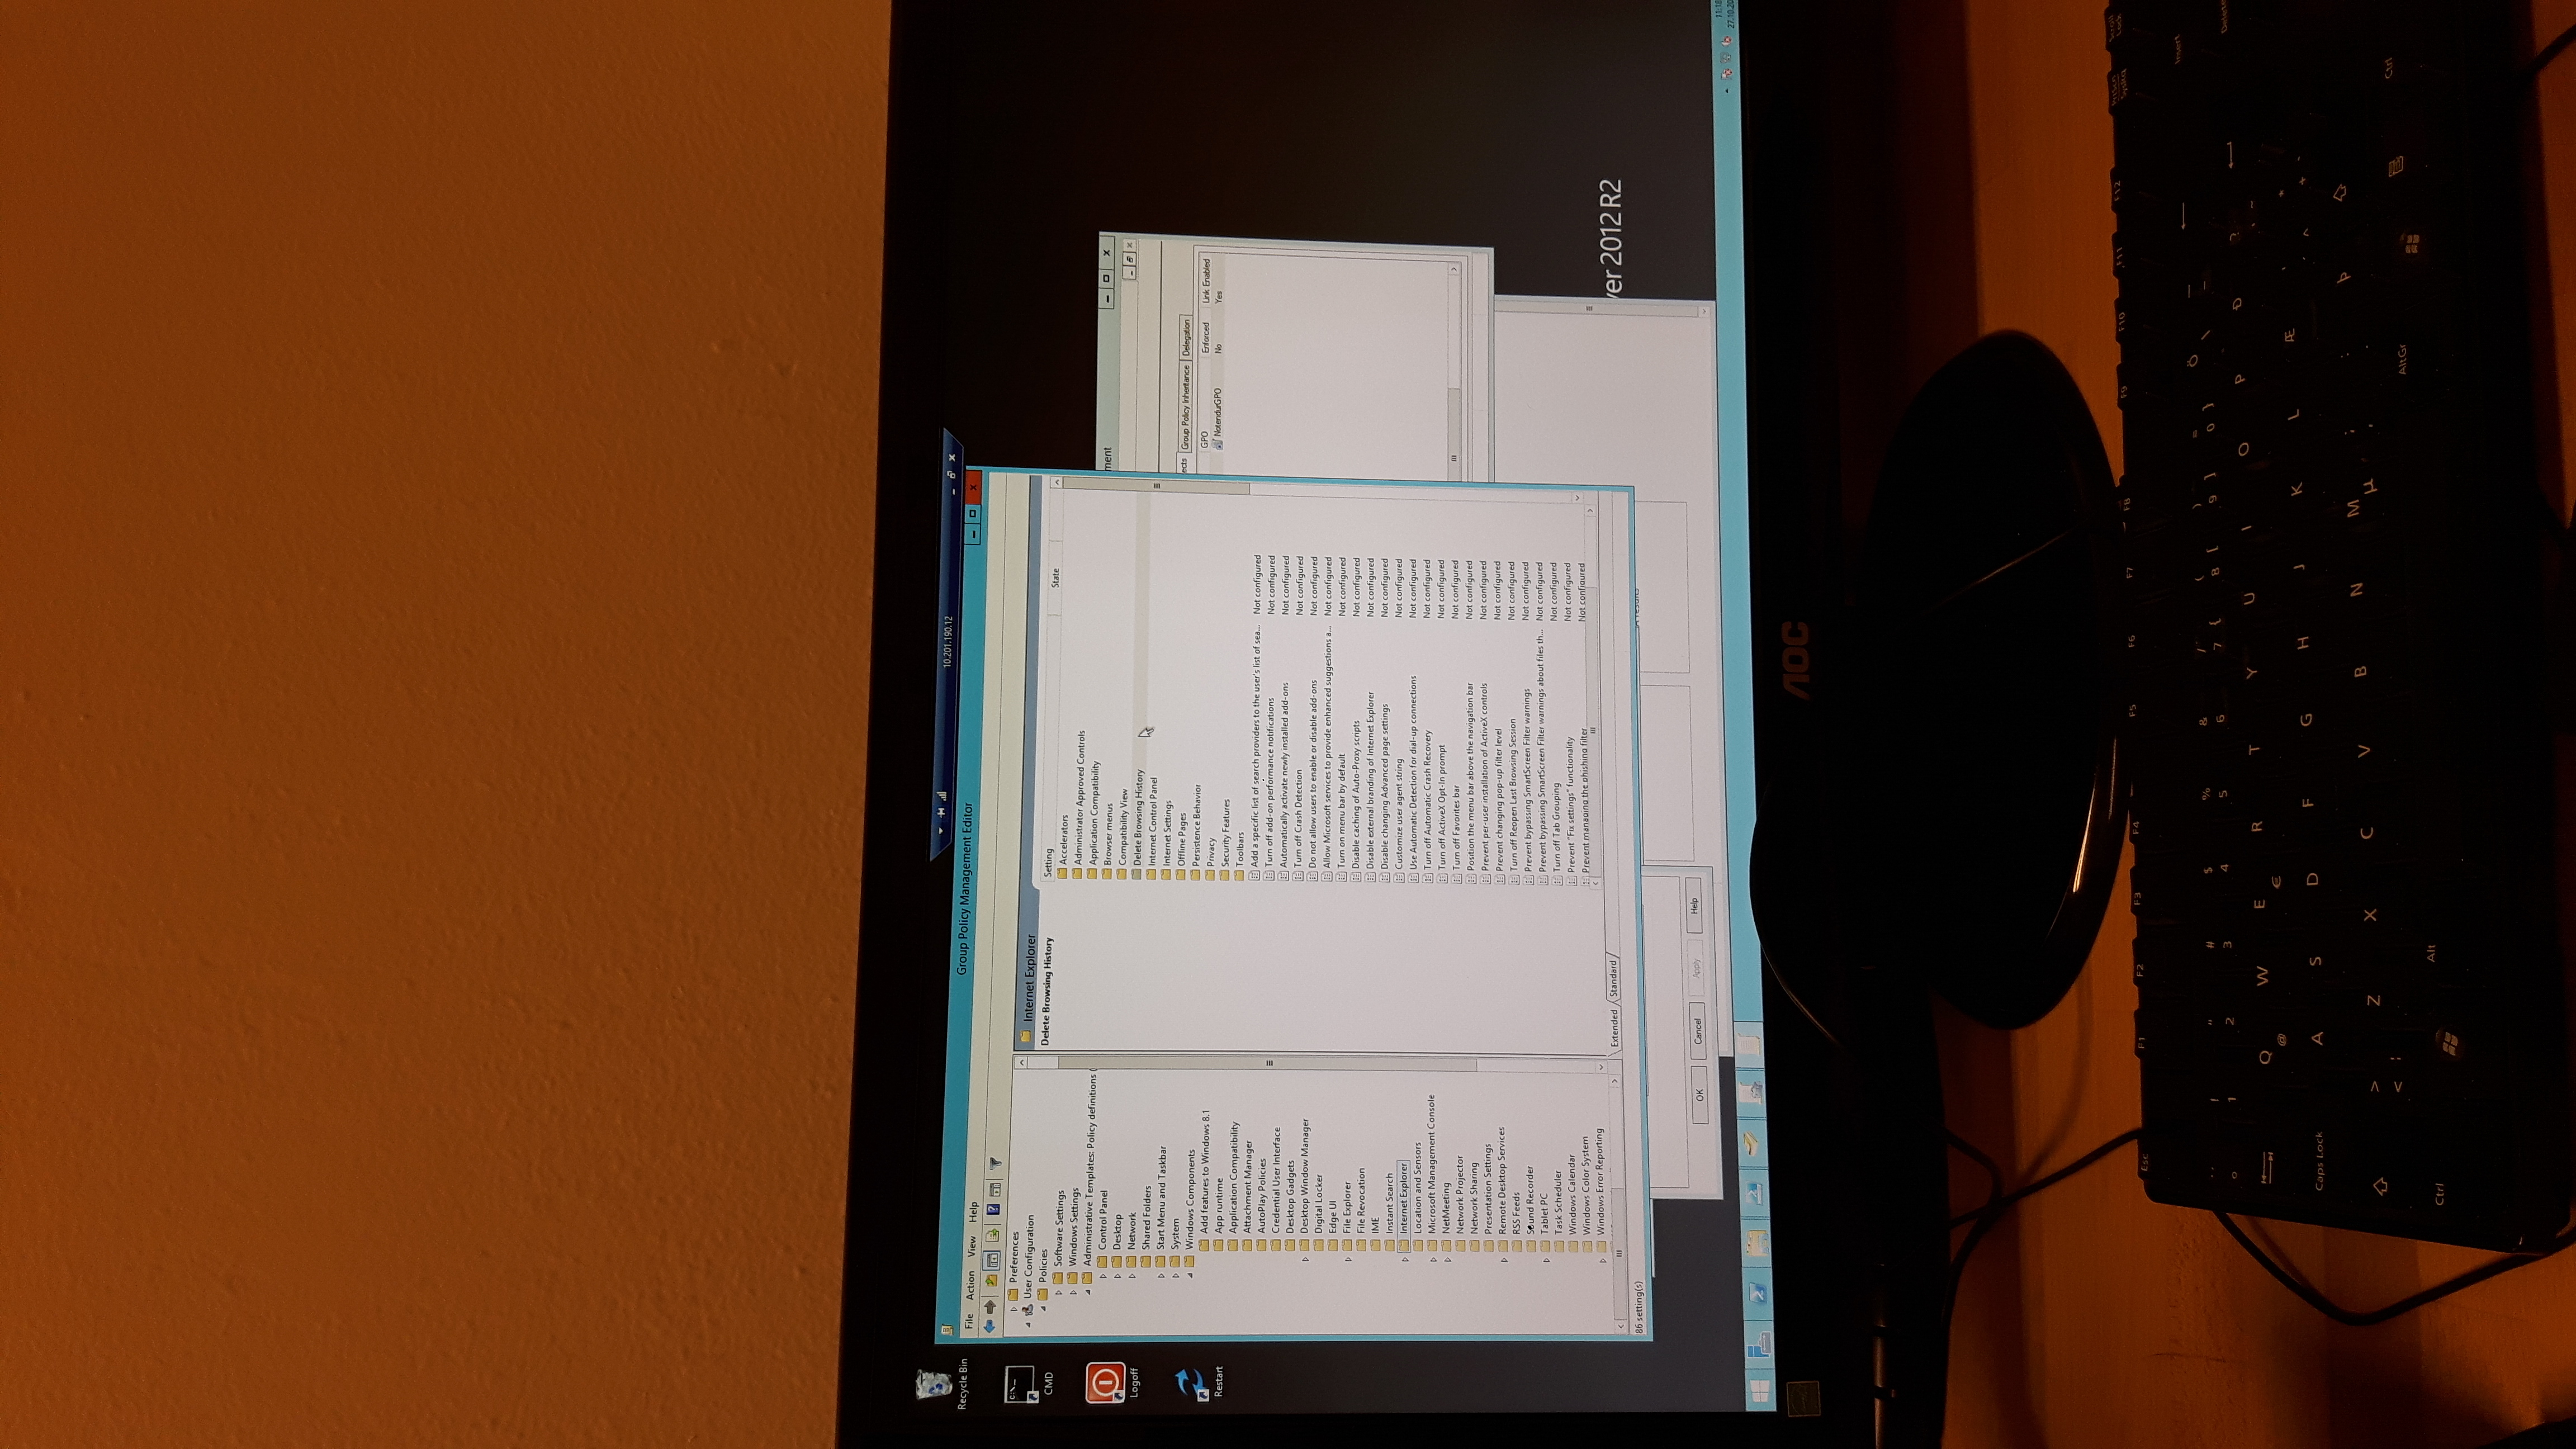 Recycle Bin
CMD
Logoff
Restart
10.201.190.12
Group Policy Management Editor
File Action View Help
Preferences
User Configuration
Policies
Software Settings
Windows Settings
Administrative Templates: Policy definitions (
Control Panel
Desktop
Network
Shared Folders
Start Menu and Taskbar
System
Windows Components
Add features to Windows 8.1
App runtime
Application Compatibility
Attachment Manager
AutoPlay Policies
Credential User Interface
Desktop Gadgets
Desktop Window Manager
Digital Locker
Edge UI
File Explorer
File Revocation
IME
Instant Search
Internet Explorer
Location and Sensors
Microsoft Management Console
NetMeeting
Network Projector
Network Sharing
Presentation Settings
Remote Desktop Services
RSS Feeds
Sound Recorder
Tablet PC
Task Scheduler
Windows Calendar
Windows Color System
Windows Error Reporting
86 setting(s)
Internet Explorer
Delete Browsing History
Setting State
Accelerators
Administrator Approved Controls
Application Compatibility
Browser menus
Compatibility View
Delete Browsing History
Internet Control Panel
Internet Settings
Offline Pages
Persistence Behavior
Privacy
Security Features
Toolbars
Add a specific list of search providers to the user's list of sea... Not configured
Turn off add-on performance notifications Not configured
Automatically activate newly installed add-ons Not configured
Turn off Crash Detection Not configured
Do not allow users to enable or disable add-ons Not configured
Allow Microsoft services to provide enhanced suggestions a... Not configured
Turn on menu bar by default Not configured
Disable caching of Auto-Proxy scripts Not configured
Disable external branding of Internet Explorer Not configured
Disable changing Advanced page settings Not configured
Customize user agent string Not configured
Use Automatic Detection for dial-up connections Not configured
Turn off Automatic Crash Recovery Not configured
Turn off ActiveX Opt-In prompt Not configured
Turn off Favorites bar Not configured
Position the menu bar above the navigation bar Not configured
Prevent per-user installation of ActiveX controls Not configured
Prevent changing pop-up filter level Not configured
Turn off Reopen Last Browsing Session Not configured
Prevent bypassing SmartScreen Filter warnings Not configured
Prevent bypassing SmartScreen Filter warnings about files th... Not configured
Turn off Tab Grouping Not configured
Prevent "Fix settings" functionality Not configured
Prevent managing the phishing filter Not configured
Extended Standard
ment
ects Group Policy Inheritance Delegation
GPO Enforced Link Enabled
NotendurGPO No Yes
ver 2012 R2
OK Cancel Apply Help
11:18
27.10.20
AOC
Esc F1 F2 F3 F4 F5 F6 F7 F8 F9 F10 F11 F12 PrtScn SysRq Scroll Lock
Insert
! " # $ % & / ( ) = Ö
° 1 2 3 4 5 6 7 { 8 [ 9 ] 0 } \
Delete
Q W E R T Y U I O P Ð ?
@ € ~
Caps Lock A S D F G H J K L Æ
> Z X C V B N M ; : Þ
< | µ ,
Ctrl Alt AltGr Ctrl